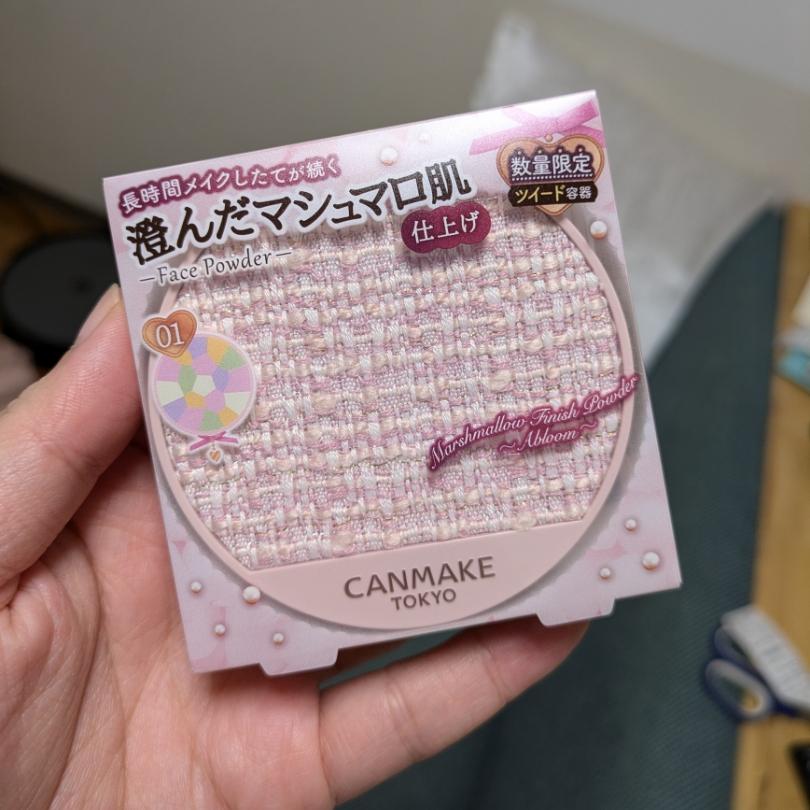 長時間メイクしたてが続く
澄んだマシュマロ肌
仕上げ
—Face Powder—
数量限定
ツイード容器
01
Marshmallow Finish Powder
～Abloom～
CANMAKE
TOKYO